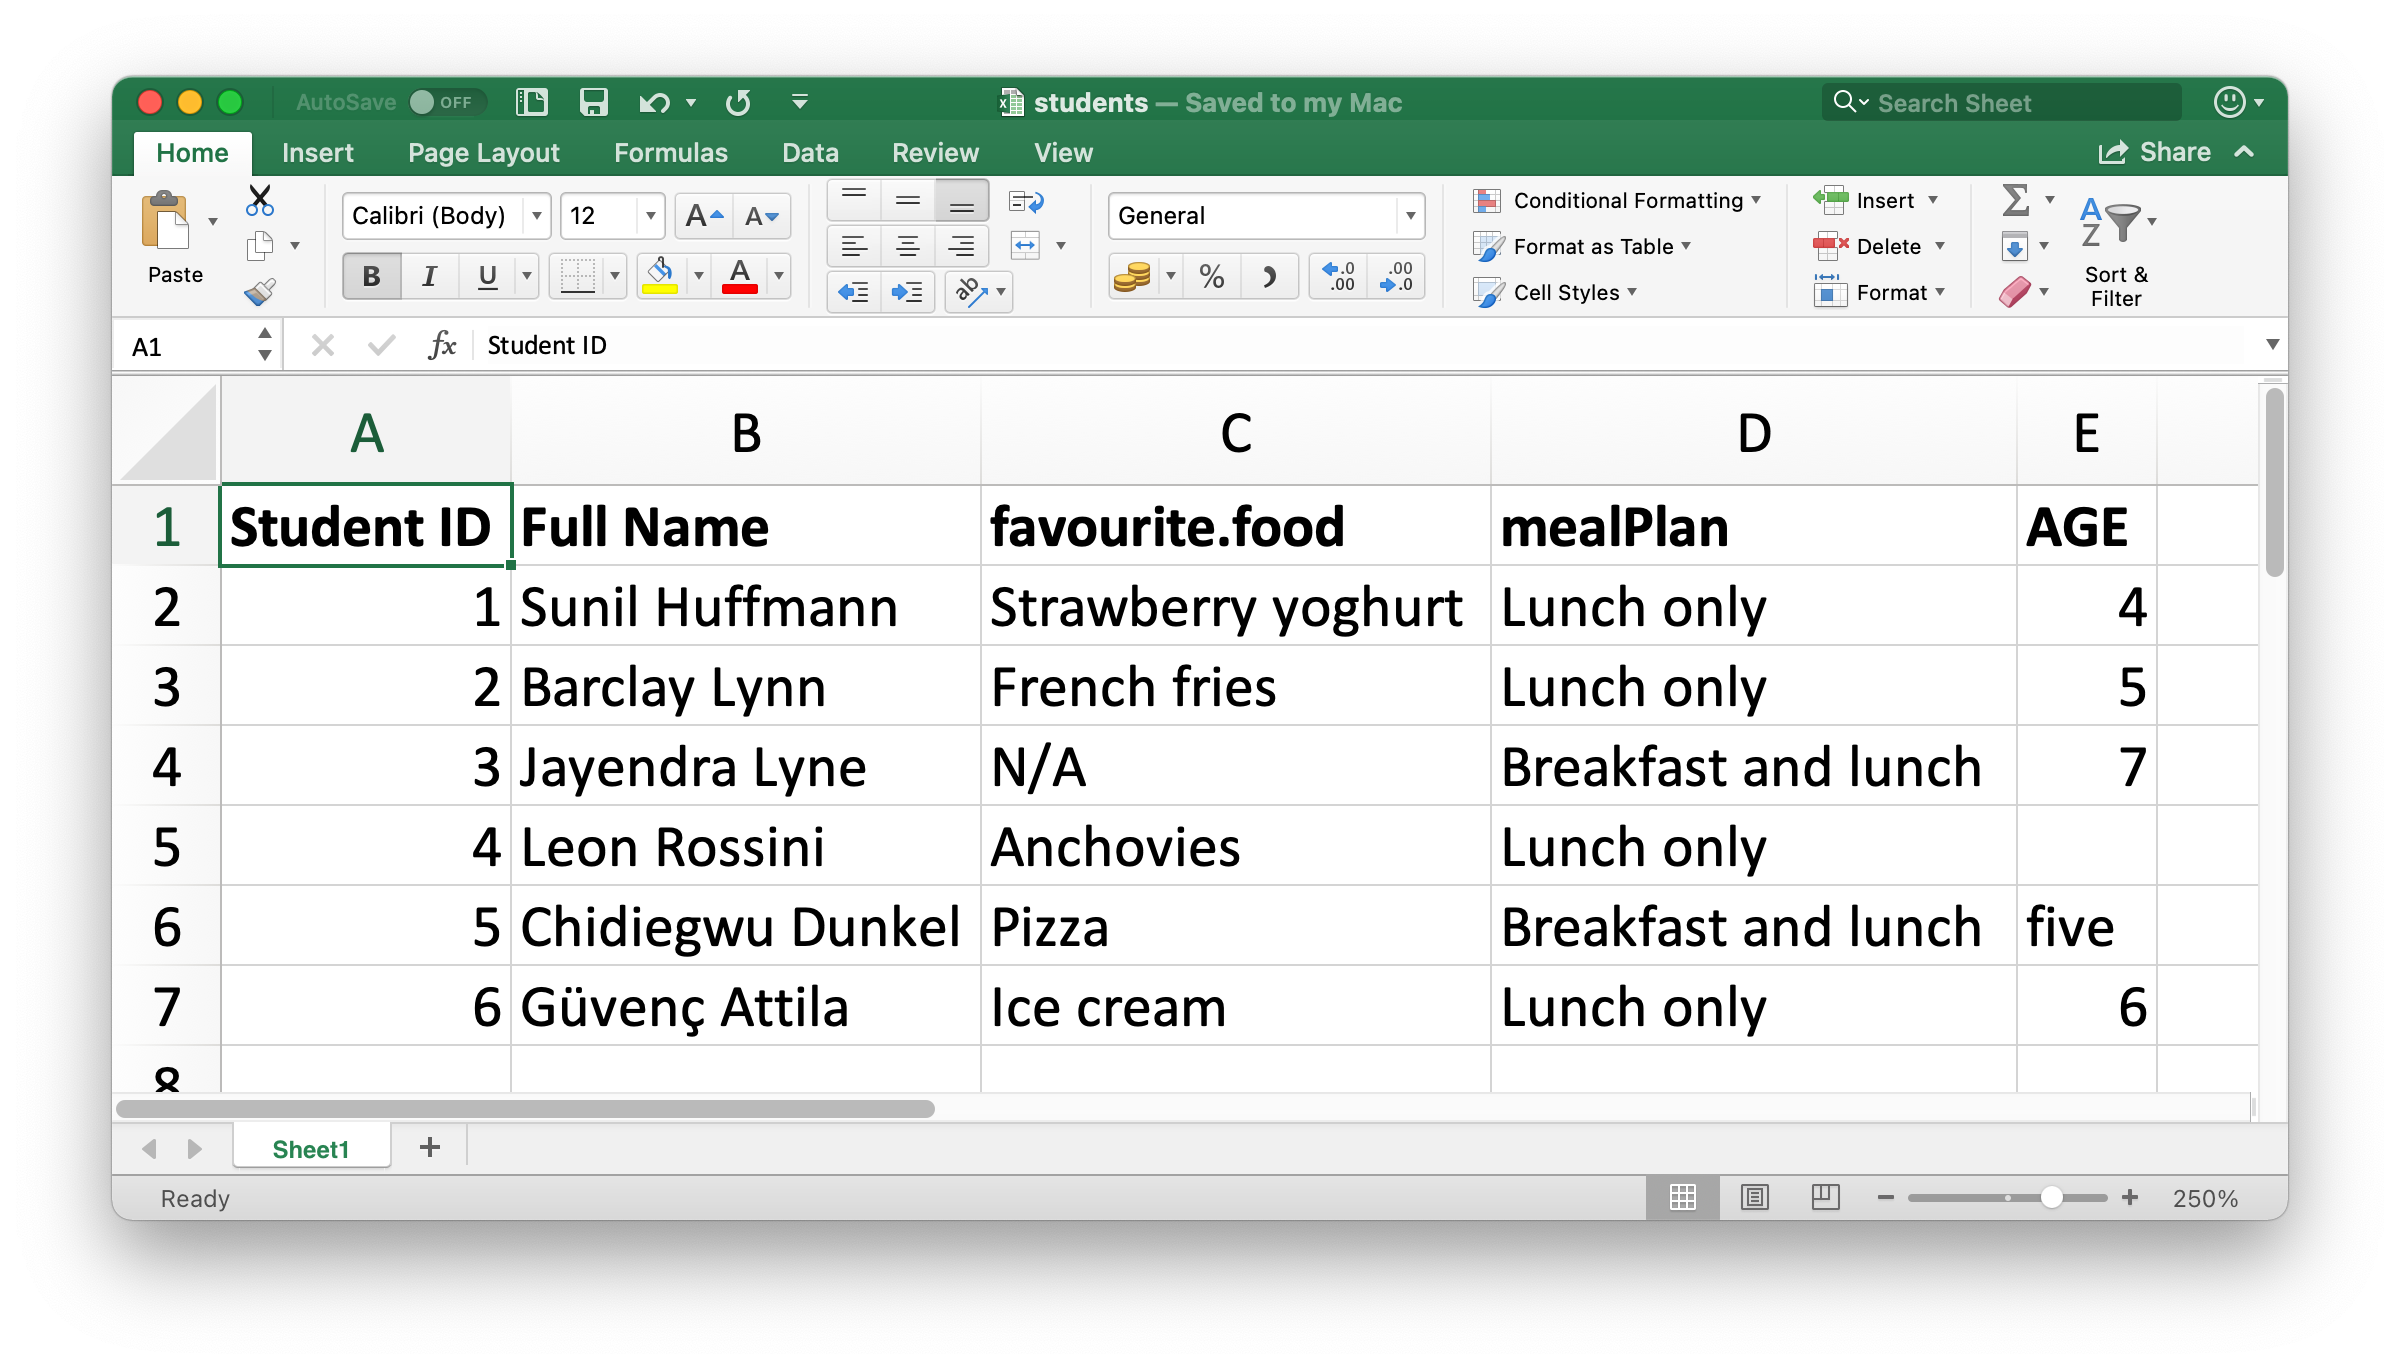 AutoSave OFF students — Saved to my Mac Search Sheet
Home Insert Page Layout Formulas Data Review View Share
Paste Calibri (Body) 12 A A General Conditional Formatting Insert
Format as Table Delete
B I U A % .0 .00 .00 .0 Cell Styles Format Sort & Filter
A1 fx Student ID
A B C D E
1 Student ID Full Name favourite.food mealPlan AGE
2 1 Sunil Huffmann Strawberry yoghurt Lunch only 4
3 2 Barclay Lynn French fries Lunch only 5
4 3 Jayendra Lyne N/A Breakfast and lunch 7
5 4 Leon Rossini Anchovies Lunch only
6 5 Chidiegwu Dunkel Pizza Breakfast and lunch five
7 6 Güvenç Attila Ice cream Lunch only 6
8
Sheet1 +
Ready 250%